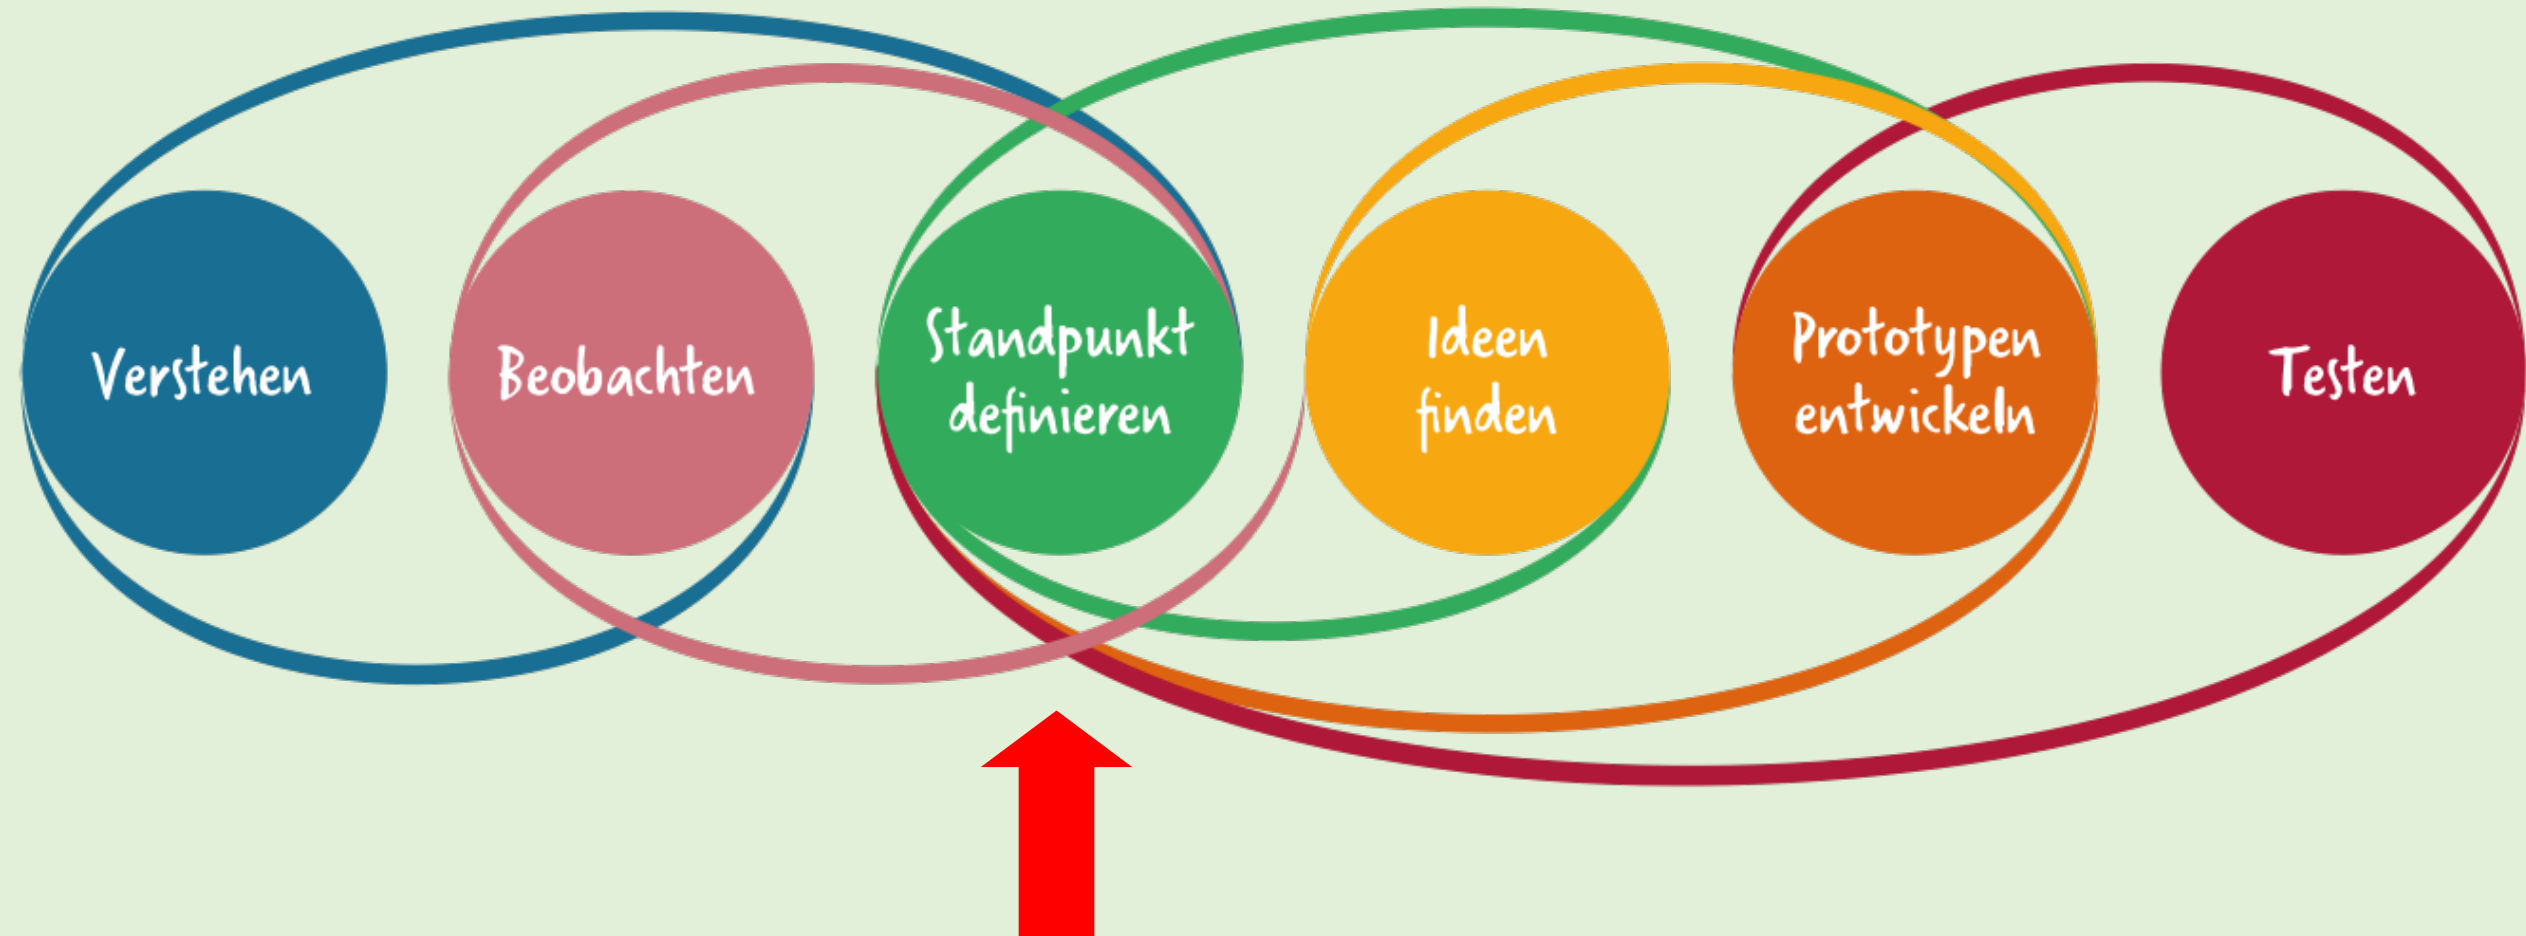 Verstehen
Beobachten
Standpunkt
definieren
Ideen
finden
Prototypen
entwickeln
Testen